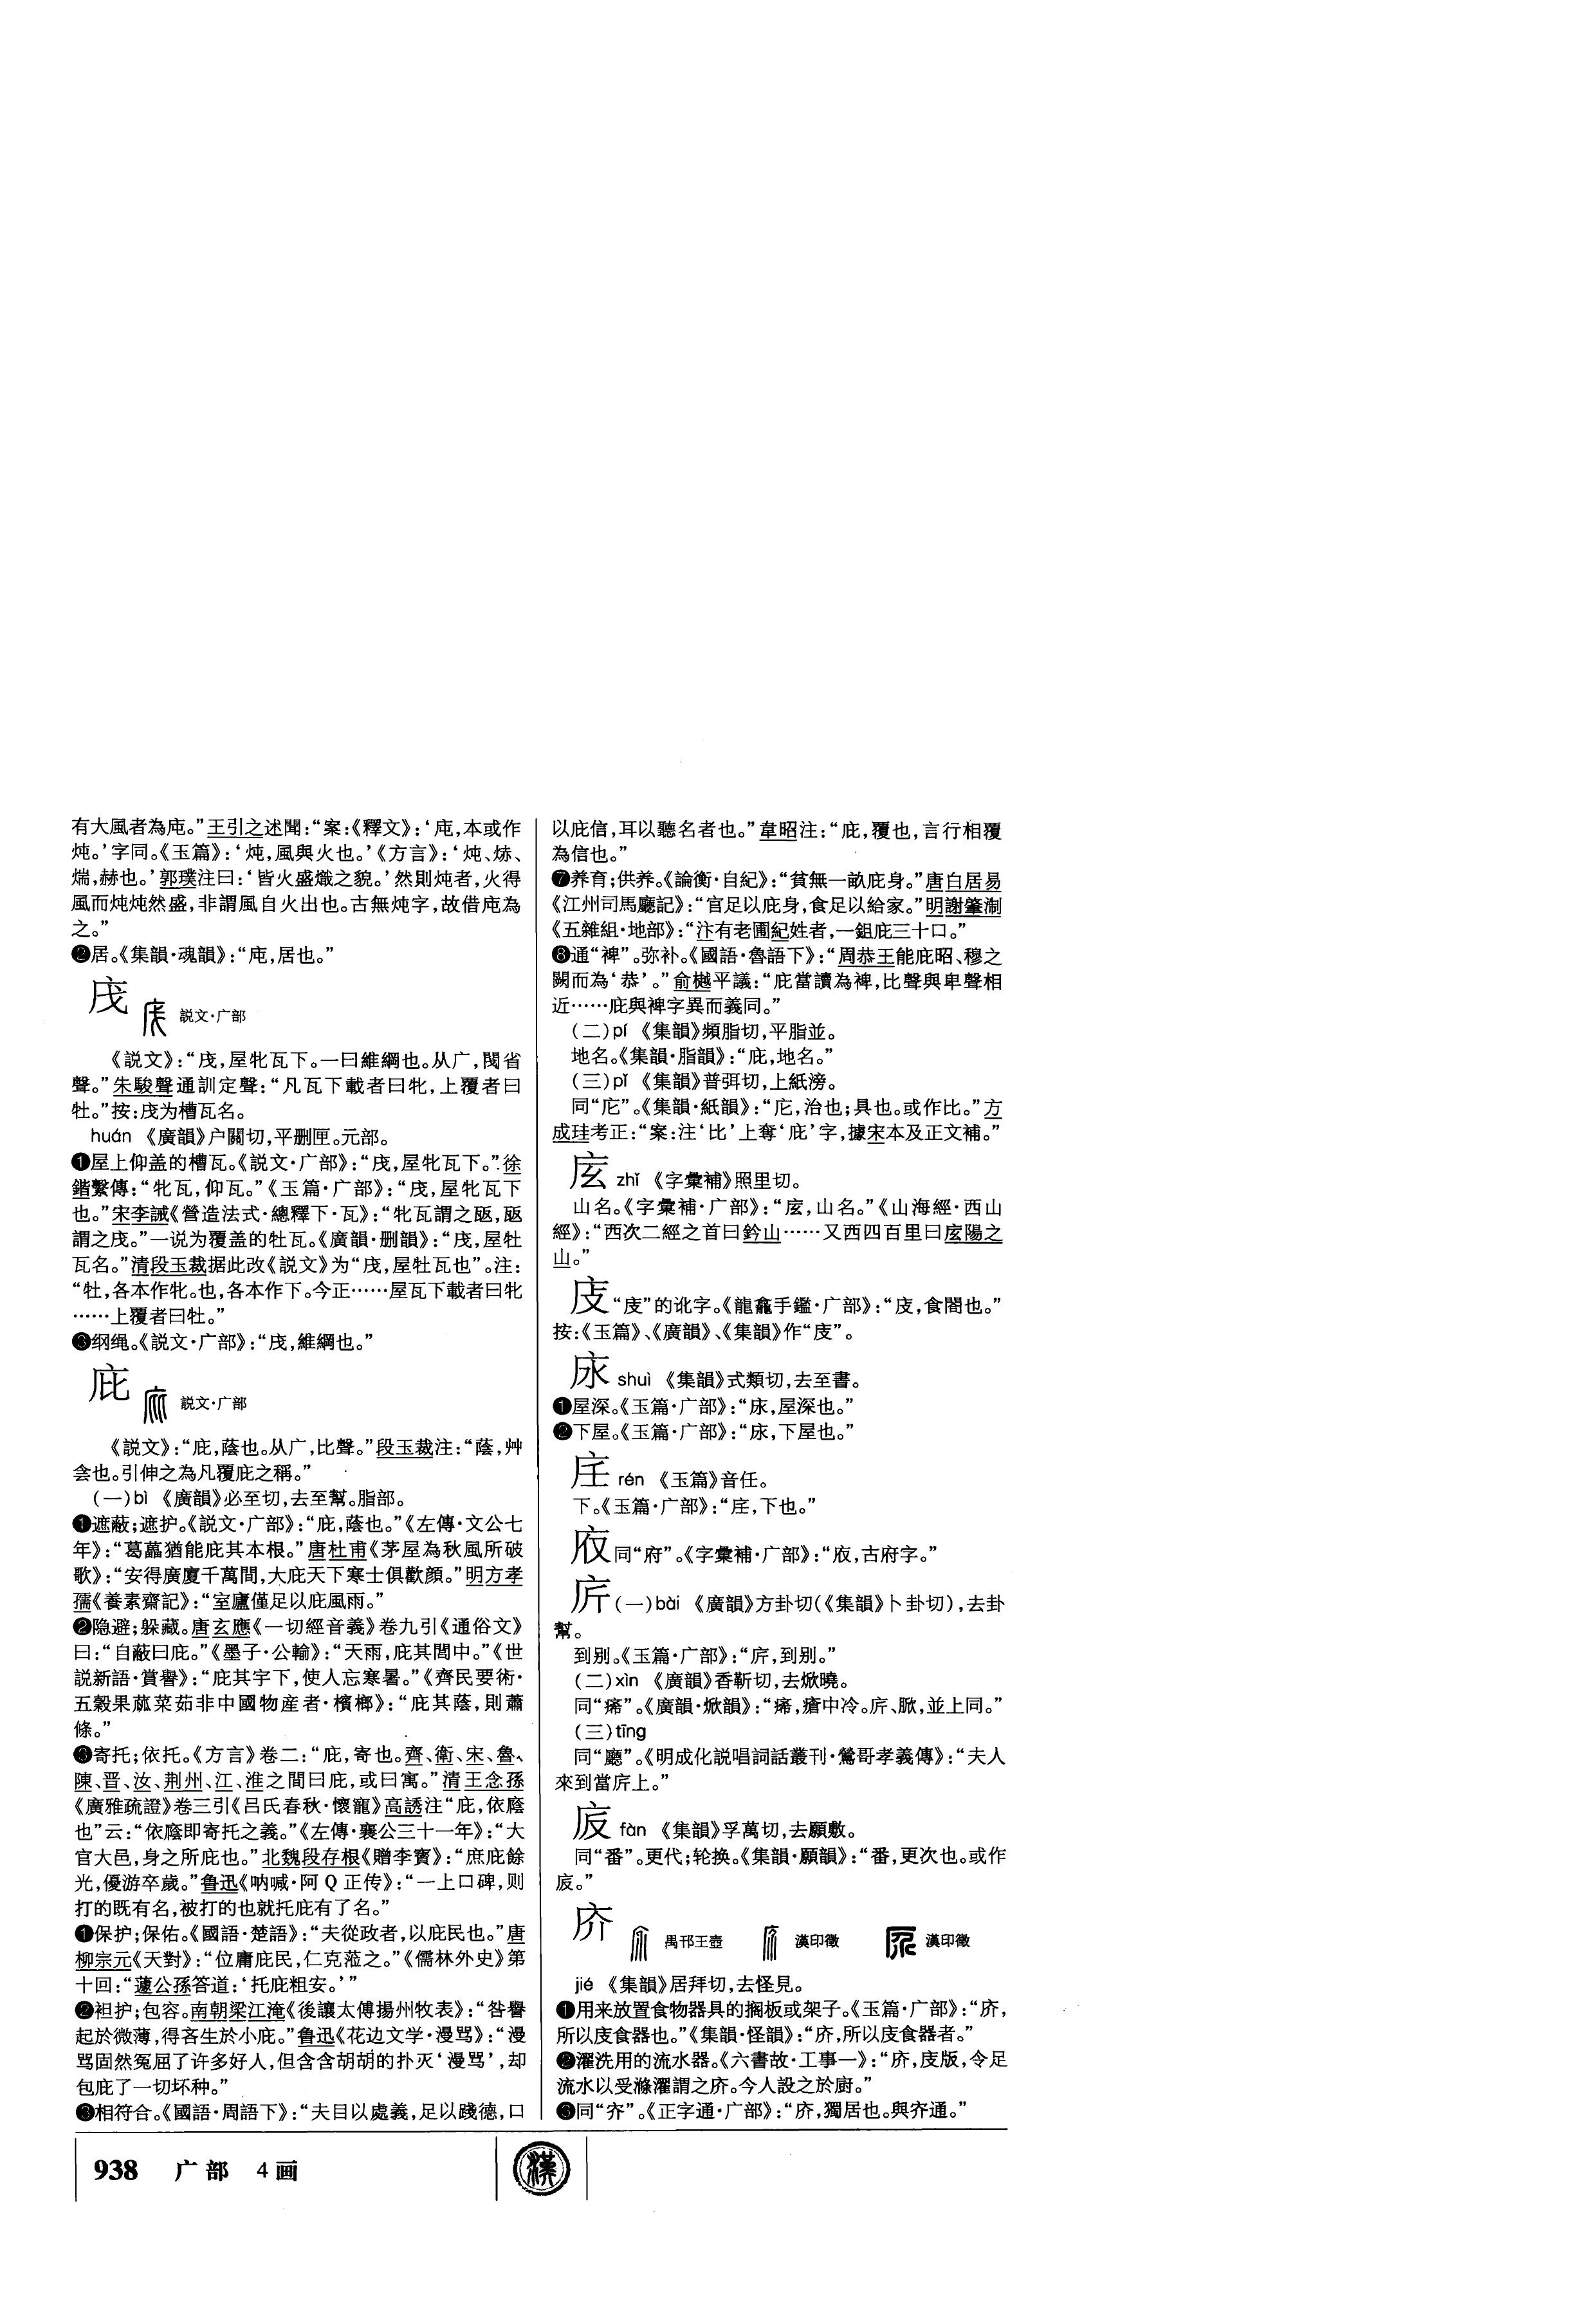 有大風者為庉。”王引之述聞:“案:《釋文》:‘庉,本或作
炖。’字同。《玉篇》:‘炖,風與火也。’《方言》:‘炖、㷇、
煓,赫也。’郭璞注曰:‘皆火盛熾之貌。’然則炖者,火得
風而炖炖然盛,非謂風自火出也。古無炖字,故借庉為
之。”
❷居。《集韻·魂韻》:“庉,居也。”
㡲 説文·广部
《説文》:“㡲,屋牝瓦下。一曰維綱也。从广,閔省
聲。”朱駿聲通訓定聲:“凡瓦下載者曰牝,上覆者曰
牡。”按:㡲为槽瓦名。
huán 《廣韻》户關切,平删匣。元部。
❶屋上仰盖的槽瓦。《説文·广部》:“㡲,屋牝瓦下。”徐
鍇繫傳:“牝瓦,仰瓦。”《玉篇·广部》:“㡲,屋牝瓦下
也。”宋李誡《營造法式·總釋下·瓦》:“牝瓦謂之㼝,㼝
謂之㡲。”一说为覆盖的牡瓦。《廣韻·删韻》:“㡲,屋牡
瓦名。”清段玉裁据此改《説文》为“㡲,屋牡瓦也”。注:
“牡,各本作牝。也,各本作下。今正……屋瓦下載者曰牝
……上覆者曰牡。”
❸纲绳。《説文·广部》:“㡲,維綱也。”
庇 説文·广部
《説文》:“庇,蔭也。从广,比聲。”段玉裁注:“蔭,艸
侌也。引伸之為凡覆庇之稱。”
(一)bì 《廣韻》必至切,去至幫。脂部。
❶遮蔽;遮护。《説文·广部》:“庇,蔭也。”《左傳·文公七
年》:“葛藟猶能庇其本根。”唐杜甫《茅屋為秋風所破
歌》:“安得廣廈千萬間,大庇天下寒士俱歡顔。”明方孝
孺《養素齋記》:“室廬僅足以庇風雨。”
❷隐避;躲藏。唐玄應《一切經音義》卷九引《通俗文》
曰:“自蔽曰庇。”《墨子·公輸》:“天雨,庇其閭中。”《世
説新語·賞譽》:“庇其宇下,使人忘寒暑。”《齊民要術·
五穀果蓏菜茹非中國物産者·檳榔》:“庇其蔭,則蕭
條。”
❸寄托;依托。《方言》卷二:“庇,寄也。齊、衛、宋、魯、
陳、晋、汝、荆州、江、淮之間曰庇,或曰寓。”清王念孫
《廣雅疏證》卷三引《吕氏春秋·懷寵》高誘注“庇,依廕
也”云:“依廕即寄托之義。”《左傳·襄公三十一年》:“大
官大邑,身之所庇也。”北魏段存根《贈李寶》:“庶庇餘
光,優游卒歲。”鲁迅《呐喊·阿Q正传》:“一上口碑,则
打的既有名,被打的也就托庇有了名。”
❶保护;保佑。《國語·楚語》:“夫從政者,以庇民也。”唐
柳宗元《天對》:“位庸庇民,仁克蒞之。”《儒林外史》第
十回:“蘧公孫答道:‘托庇粗安。’”
❷袒护;包容。南朝梁江淹《後讓太傅揚州牧表》:“咎譽
起於微薄,得吝生於小庇。”鲁迅《花边文学·漫骂》:“漫
骂固然冤屈了许多好人,但含含胡胡的扑灭‘漫骂’,却
包庇了一切坏种。”
❸相符合。《國語·周語下》:“夫目以處義,足以踐德,口
以庇信,耳以聽名者也。”韋昭注:“庇,覆也,言行相覆
為信也。”
❼养育;供养。《論衡·自紀》:“貧無一畝庇身。”唐白居易
《江州司馬廳記》:“官足以庇身,食足以給家。”明謝肇淛
《五雜組·地部》:“汴有老圃紀姓者,一鉏庇三十口。”
❽通“裨”。弥补。《國語·魯語下》:“周恭王能庇昭、穆之
闕而為‘恭’。”俞樾平議:“庇當讀為裨,比聲與卑聲相
近……庇與裨字異而義同。”
(二)pí 《集韻》頻脂切,平脂並。
地名。《集韻·脂韻》:“庇,地名。”
(三)pǐ 《集韻》普弭切,上紙滂。
同“庀”。《集韻·紙韻》:“庀,治也;具也。或作比。”方
成珪考正:“案:注‘比’上奪‘庇’字,據宋本及正文補。”
庢 zhǐ 《字彙補》照里切。
山名。《字彙補·广部》:“,山名。”《山海經·西山
經》:“西次二經之首曰鈐山……又西四百里曰陽之
山。”
“庋”的讹字。《龍龕手鑑·广部》:“,食閣也。”
按:《玉篇》、《廣韻》、《集韻》作“庋”。
shuì 《集韻》式類切,去至書。
❶屋深。《玉篇·广部》:“,屋深也。”
❷下屋。《玉篇·广部》:“,下屋也。”
rén 《玉篇》音任。
下。《玉篇·广部》:“,下也。”
同“府”。《字彙補·广部》:“,古府字。”
庍(一)bài 《廣韻》方卦切(《集韻》卜卦切),去卦
幫。
到别。《玉篇·广部》:“庍,到别。”
(二)xìn 《廣韻》香靳切,去焮曉。
同“痛”。《廣韻·焮韻》:“,瘡中冷。、,並上同。”
(三)tīng
同“廳”。《明成化説唱詞話叢刊·鶯哥孝義傳》:“夫人
來到當庁上。”
fàn 《集韻》孚萬切,去願敷。
同“番”。更代;轮换。《集韻·願韻》:“番,更次也。或作
。”
庎 禺邗王壺 漢印徵 漢印徵
jié 《集韻》居拜切,去怪見。
❶用来放置食物器具的搁板或架子。《玉篇·广部》:“庎,
所以庋食器也。”《集韻·怪韻》:“庎,所以庋食器者。”
❷濯洗用的流水器。《六書故·工事一》:“庎,庋版,令足
流水以受滌濯謂之庎。今人設之於厨。”
❸同“夰”。《正字通·广部》:“庎,獨居也。與夰通。”
938 广部 4画
漢